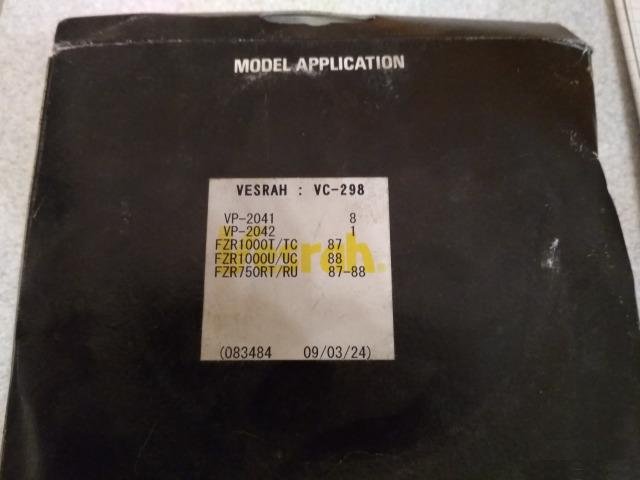 MODEL APPLICATION
VESRAH : VC-298
VP-2041 8
VP-2042 1
FZR1000T/TC 87
FZR1000U/UC 88
FZR750RT/RU 87-88
(083484 09/03/24)